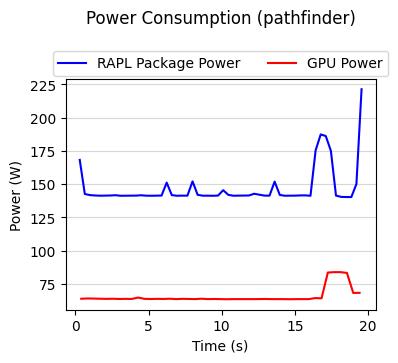 Power Consumption (pathfinder)
RAPL Package Power GPU Power
225
200
175
150
125
100
75
Power (W)
0 5 10 15 20
Time (s)